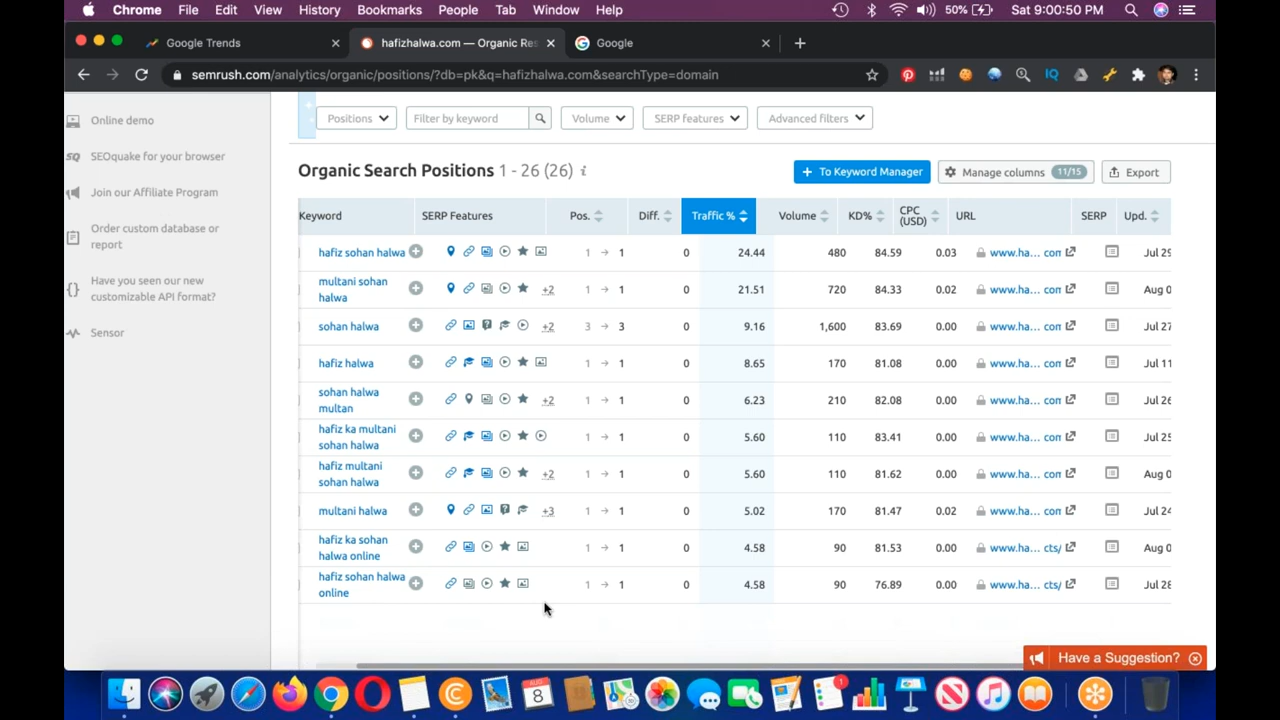 Chrome File Edit View History Bookmarks People Tab Window Help 50% Sat 9:00:50 PM
Google Trends hafizhalwa.com — Organic Res Google
semrush.com/analytics/organic/positions/?db=pk&q=hafizhalwa.com&searchType=domain
Online demo
SEOquake for your browser
Join our Affiliate Program
Order custom database or
report
Have you seen our new
customizable API format?
Sensor
Positions Filter by keyword Volume SERP features Advanced filters
Organic Search Positions 1 - 26 (26) i
+ To Keyword Manager Manage columns 11/15 Export
Keyword SERP Features Pos. Diff. Traffic % Volume KD% CPC (USD) URL SERP Upd.
hafiz sohan halwa 1 → 1 0 24.44 480 84.59 0.03 www.ha... com Jul 29
multani sohan
halwa +2 1 → 1 0 21.51 720 84.33 0.02 www.ha... com Aug 0
sohan halwa +2 3 → 3 0 9.16 1,600 83.69 0.00 www.ha... com Jul 27
hafiz halwa 1 → 1 0 8.65 170 81.08 0.00 www.ha... com Jul 11
sohan halwa
multan +2 1 → 1 0 6.23 210 82.08 0.00 www.ha... com Jul 26
hafiz ka multani
sohan halwa 1 → 1 0 5.60 110 83.41 0.00 www.ha... com Jul 25
hafiz multani
sohan halwa +2 1 → 1 0 5.60 110 81.62 0.00 www.ha... com Aug 0
multani halwa +3 1 → 1 0 5.02 170 81.47 0.02 www.ha... com Jul 24
hafiz ka sohan
halwa online 1 → 1 0 4.58 90 81.53 0.00 www.ha... cts/ Aug 0
hafiz sohan halwa
online 1 → 1 0 4.58 90 76.89 0.00 www.ha... cts/ Jul 28
Have a Suggestion?
AUG
8
1